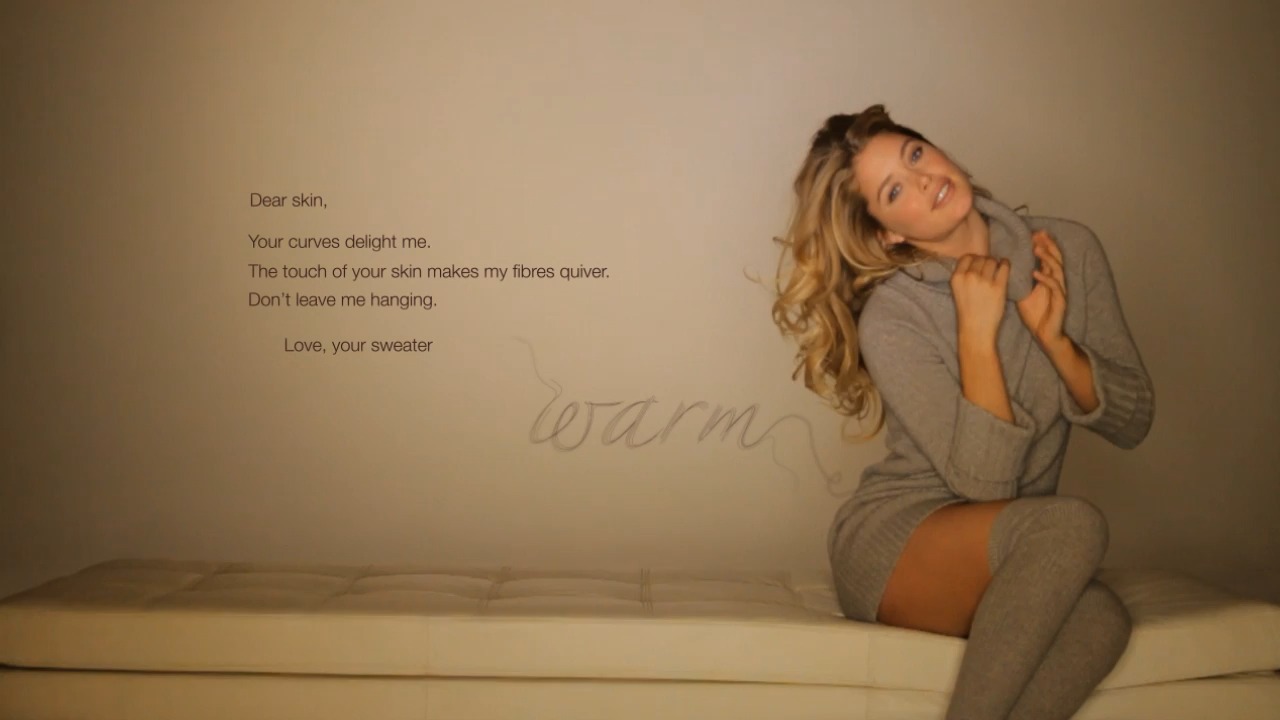 Dear skin,
Your curves delight me.
The touch of your skin makes my fibres quiver.
Don't leave me hanging.
Love, your sweater
warm